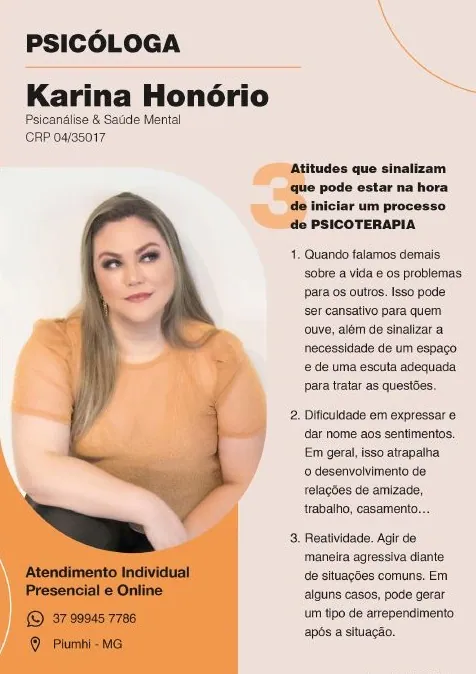 PSICÓLOGA
Karina Honório
Psicanálise & Saúde Mental
CRP 04/35017
3
Atitudes que sinalizam
que pode estar na hora
de iniciar um processo
de PSICOTERAPIA
1. Quando falamos demais
sobre a vida e os problemas
para os outros. Isso pode
ser cansativo para quem
ouve, além de sinalizar a
necessidade de um espaço
e de uma escuta adequada
para tratar as questões.
2. Dificuldade em expressar e
dar nome aos sentimentos.
Em geral, isso atrapalha
o desenvolvimento de
relações de amizade,
trabalho, casamento…
3. Reatividade. Agir de
maneira agressiva diante
de situações comuns. Em
alguns casos, pode gerar
um tipo de arrependimento
após a situação.
Atendimento Individual
Presencial e Online
37 99945 7786
Piumhi - MG